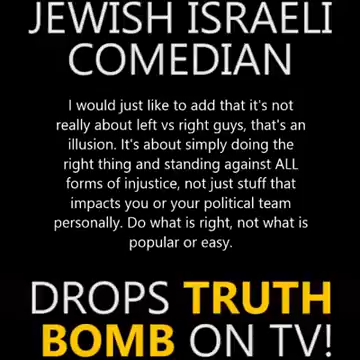 JEWISH ISRAELI
COMEDIAN
I would just like to add that it's not
really about left vs right guys, that's an
illusion. It's about simply doing the
right thing and standing against ALL
forms of injustice, not just stuff that
impacts you or your political team
personally. Do what is right, not what is
popular or easy.
DROPS TRUTH
BOMB ON TV!